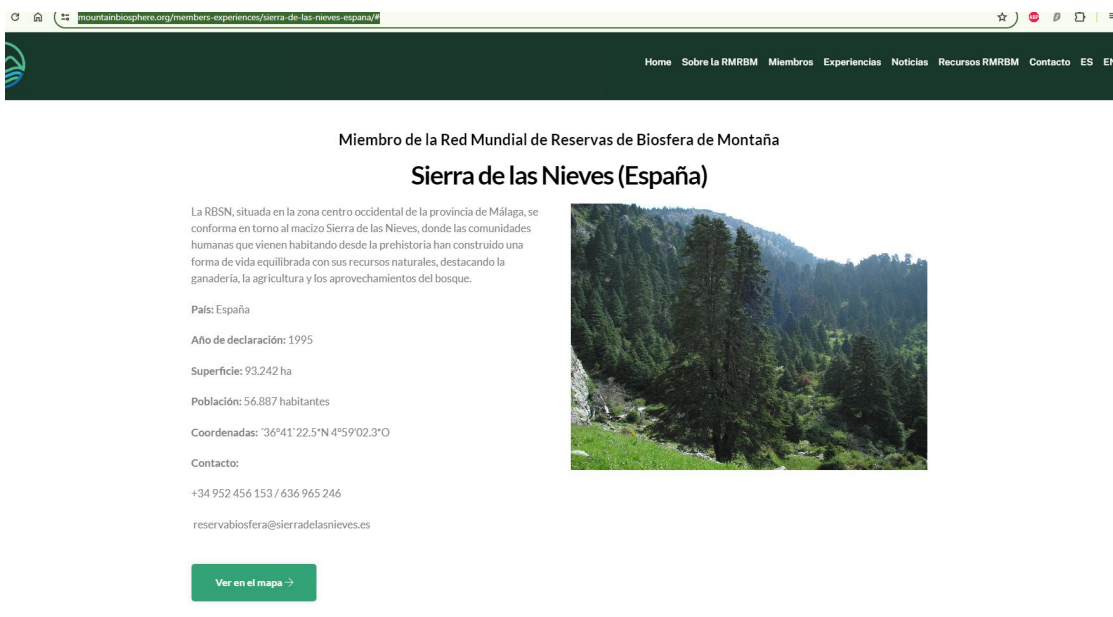 mountainbiosphere.org/members-experiences/sierra-de-las-nieves-espana/#
ABP
Home Sobre la RMRBM Miembros Experiencias Noticias Recursos RMRBM Contacto ES EN
Miembro de la Red Mundial de Reservas de Biosfera de Montaña
Sierra de las Nieves (España)
La RBSN, situada en la zona centro occidental de la provincia de Málaga, se
conforma en torno al macizo Sierra de las Nieves, donde las comunidades
humanas que vienen habitando desde la prehistoria han construido una
forma de vida equilibrada con sus recursos naturales, destacando la
ganadería, la agricultura y los aprovechamientos del bosque.
País: España
Año de declaración: 1995
Superficie: 93.242 ha
Población: 56.887 habitantes
Coordenadas: ´36°41`22.5"N 4°59'02.3"O
Contacto:
+34 952 456 153 / 636 965 246
reservabiosfera@sierradelasnieves.es
Ver en el mapa →